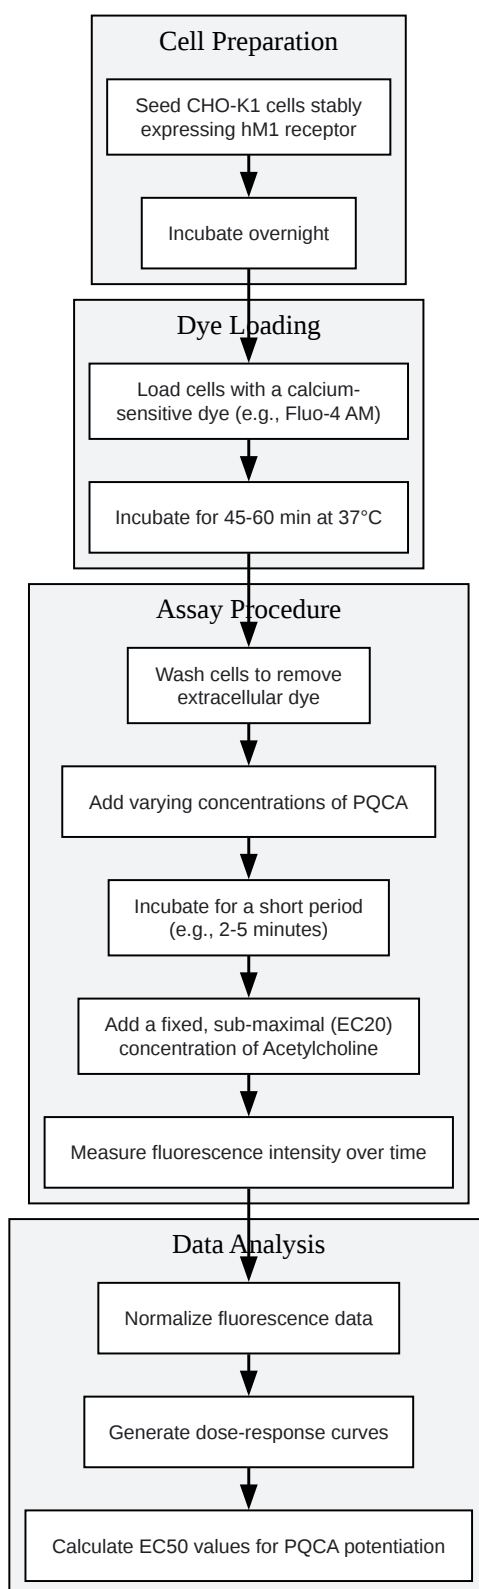 Cell Preparation
Seed CHO-K1 cells stably
expressing hM1 receptor
Incubate overnight
Dye Loading
Load cells with a calcium-
sensitive dye (e.g., Fluo-4 AM)
Incubate for 45-60 min at 37°C
Assay Procedure
Wash cells to remove
extracellular dye
Add varying concentrations of PQCA
Incubate for a short period
(e.g., 2-5 minutes)
Add a fixed, sub-maximal (EC20)
concentration of Acetylcholine
Measure fluorescence intensity over time
Data Analysis
Normalize fluorescence data
Generate dose-response curves
Calculate EC50 values for PQCA potentiation